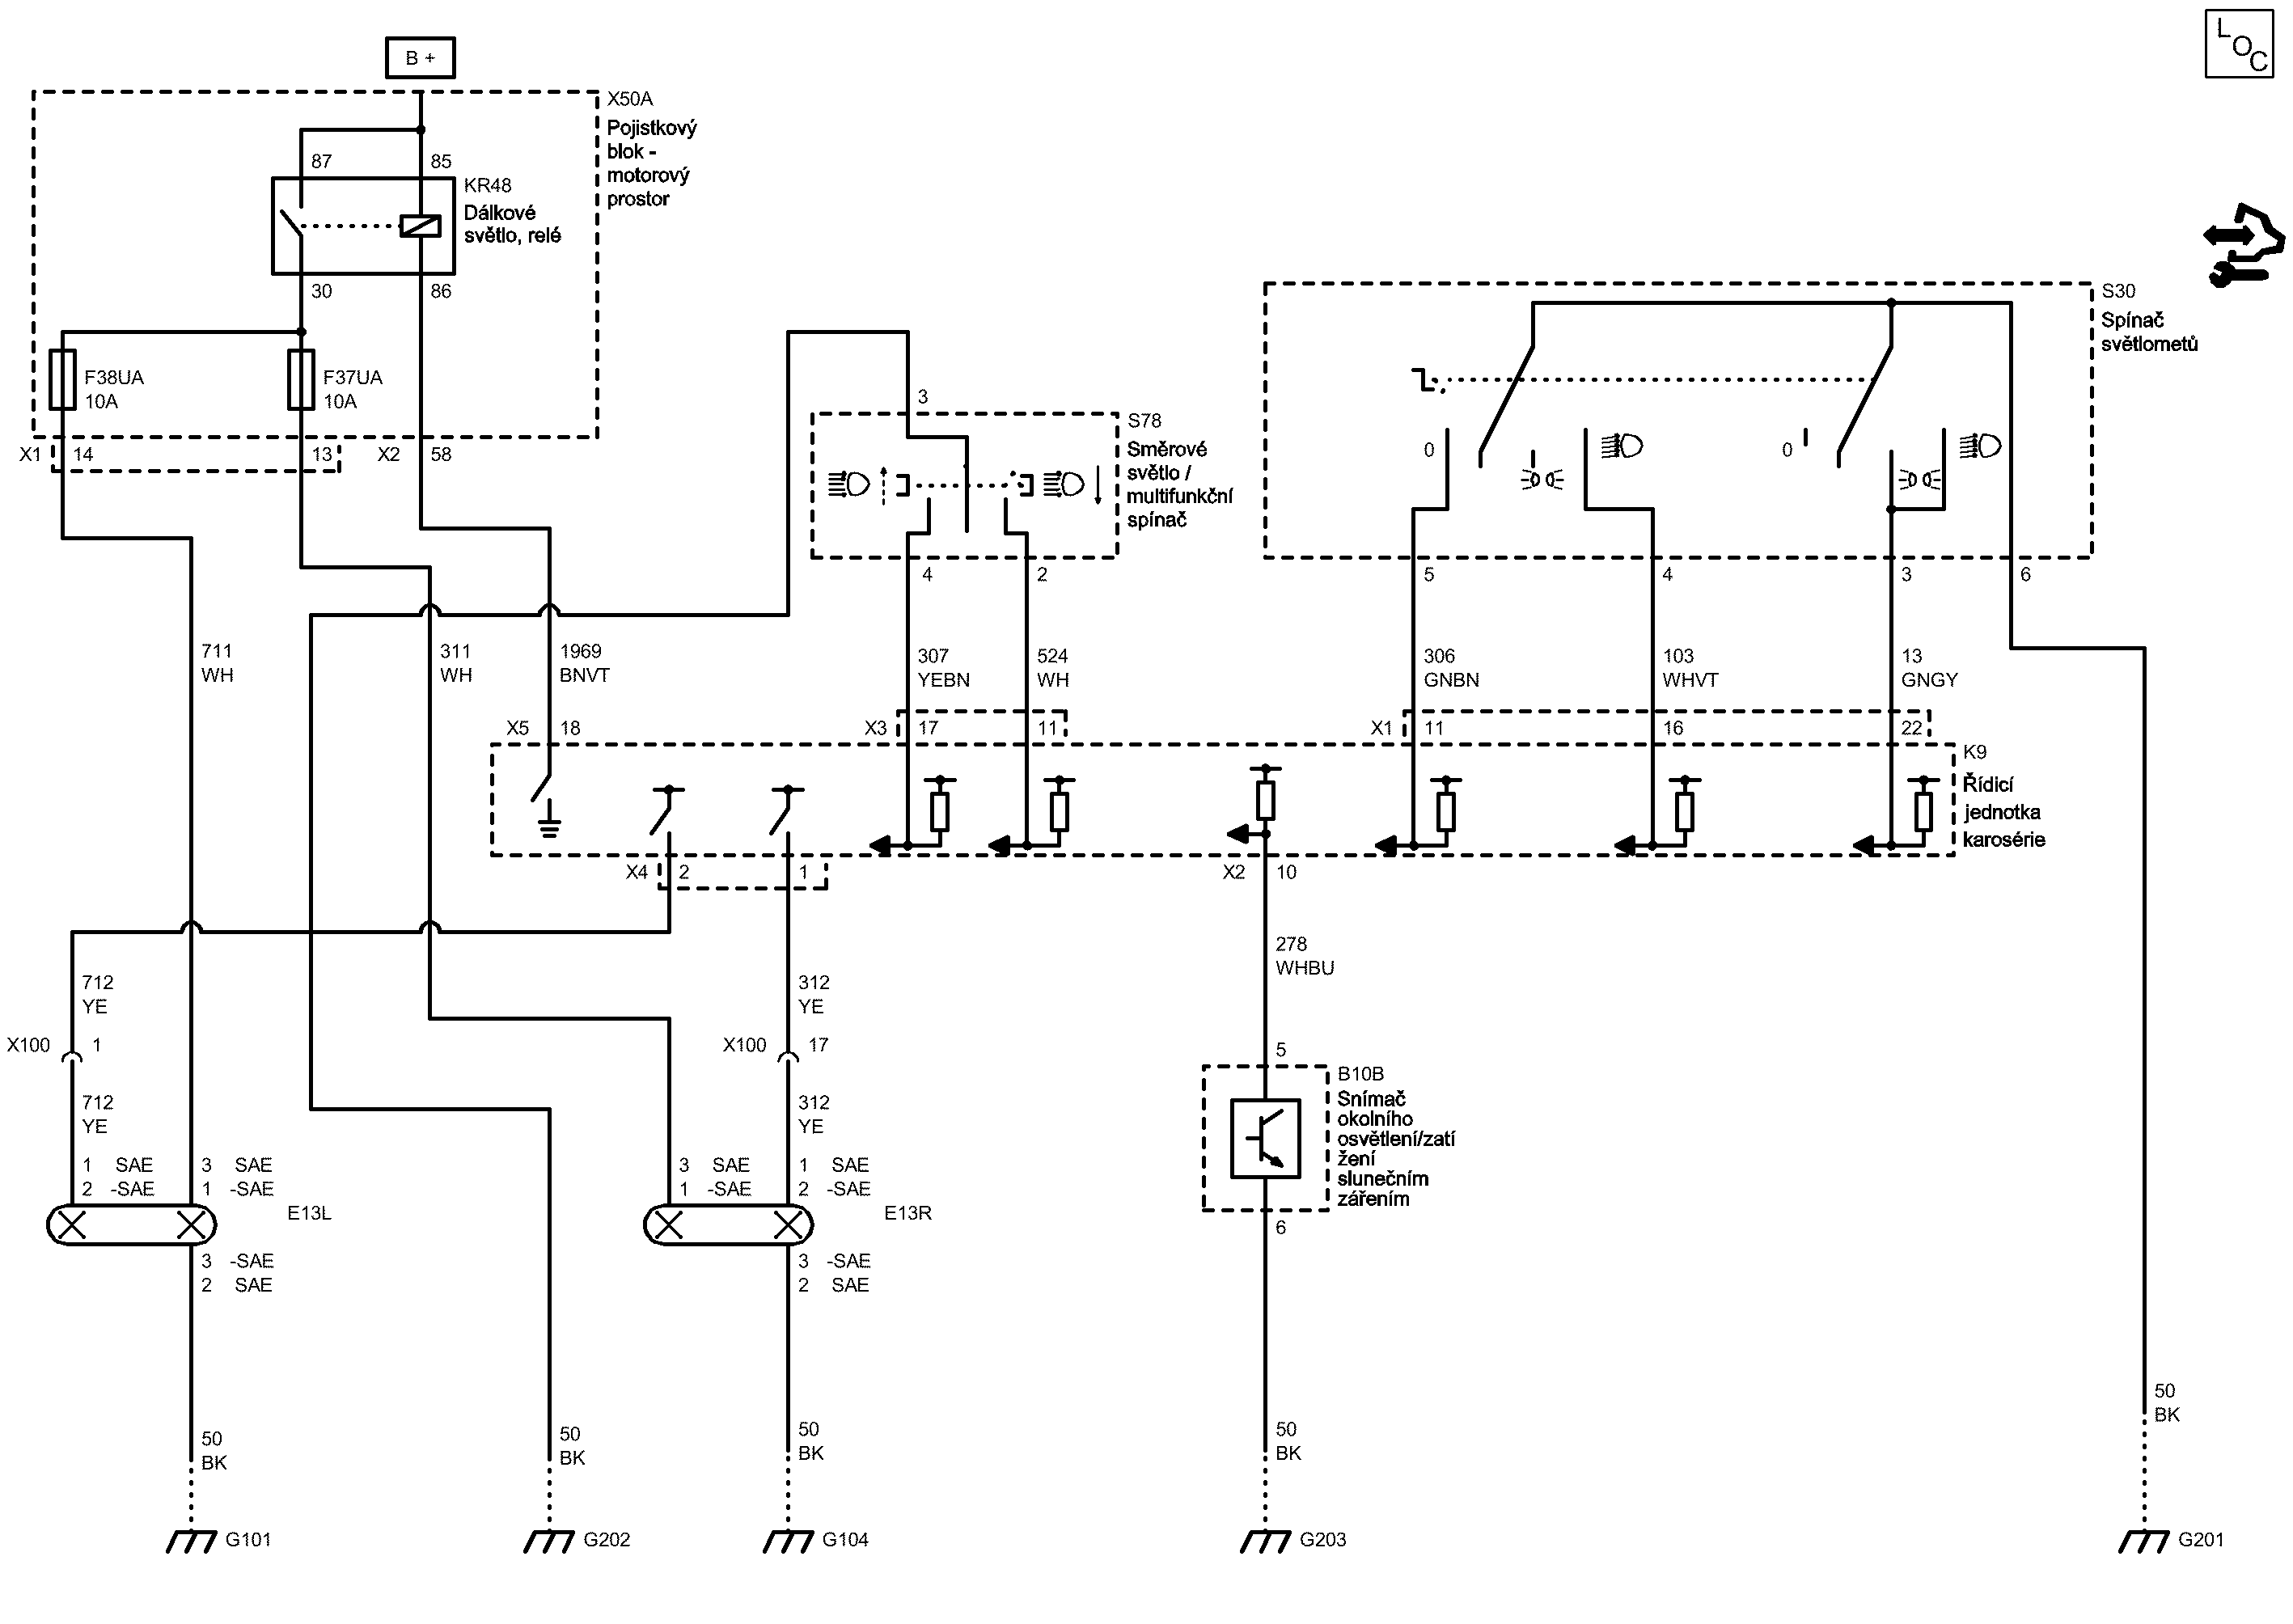 LOC
B +
X50A
Pojistkový
blok -
motorový
prostor
87
85
KR48
Dálkové
světlo, relé
30
86
F38UA
10A
F37UA
10A
X1
14
13
X2
58
3
S78
Směrové
světlo /
multifunkční
spínač
4
2
S30
Spínač
světlometů
0
0
5
4
3
6
711
WH
311
WH
1969
BNVT
307
YEBN
524
WH
306
GNBN
103
WHVT
13
GNGY
X5
18
X3
17
11
X1
11
16
22
K9
Řídicí
jednotka
karosérie
X4
2
1
X2
10
278
WHBU
712
YE
312
YE
X100
1
X100
17
712
YE
312
YE
5
B10B
Snímač
okolního
osvětlení/zatí
žení
slunečním
zářením
6
1 SAE
2 -SAE
3 SAE
1 -SAE
E13L
3 SAE
1 -SAE
1 SAE
2 -SAE
E13R
3 -SAE
2 SAE
3 -SAE
2 SAE
50
BK
50
BK
50
BK
50
BK
50
BK
G101
G202
G104
G203
G201